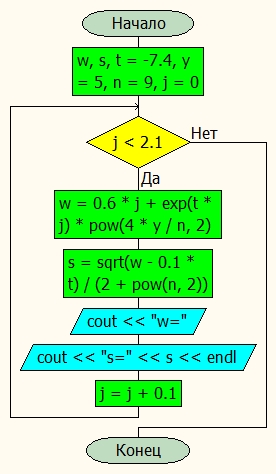 Начало
w, s, t = -7.4, y
= 5, n = 9, j = 0
j < 2.1
Нет
Да
w = 0.6 * j + exp(t *
j) * pow(4 * y / n, 2)
s = sqrt(w - 0.1 *
t) / (2 + pow(n, 2))
cout << "w="
cout << "s=" << s << endl
j = j + 0.1
Конец